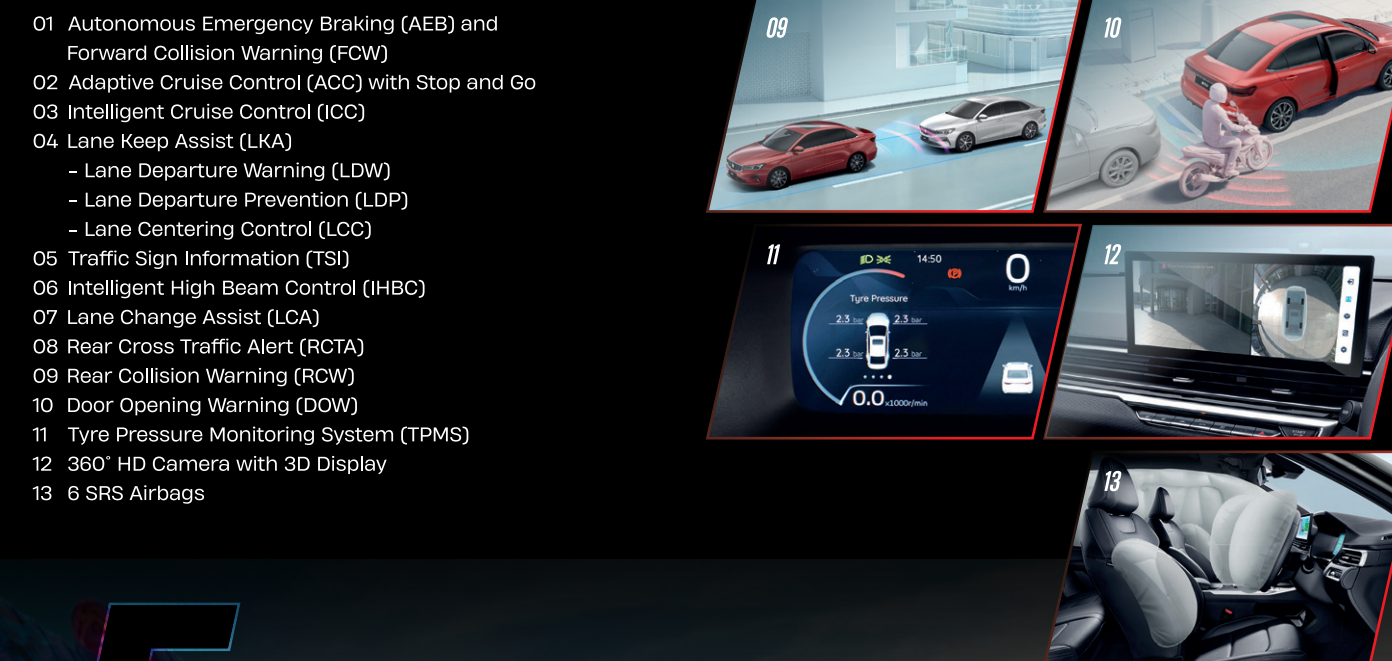 01 Autonomous Emergency Braking (AEB) and
Forward Collision Warning (FCW)
02 Adaptive Cruise Control (ACC) with Stop and Go
03 Intelligent Cruise Control (ICC)
04 Lane Keep Assist (LKA)
- Lane Departure Warning (LDW)
- Lane Departure Prevention (LDP)
- Lane Centering Control (LCC)
05 Traffic Sign Information (TSI)
06 Intelligent High Beam Control (IHBC)
07 Lane Change Assist (LCA)
08 Rear Cross Traffic Alert (RCTA)
09 Rear Collision Warning (RCW)
10 Door Opening Warning (DOW)
11 Tyre Pressure Monitoring System (TPMS)
12 360° HD Camera with 3D Display
13 6 SRS Airbags
09
10
11
14:50
0
km/h
Tyre Pressure
2.3 bar 2.3 bar
2.3 bar 2.3 bar
0.0 x1000r/min
12
13